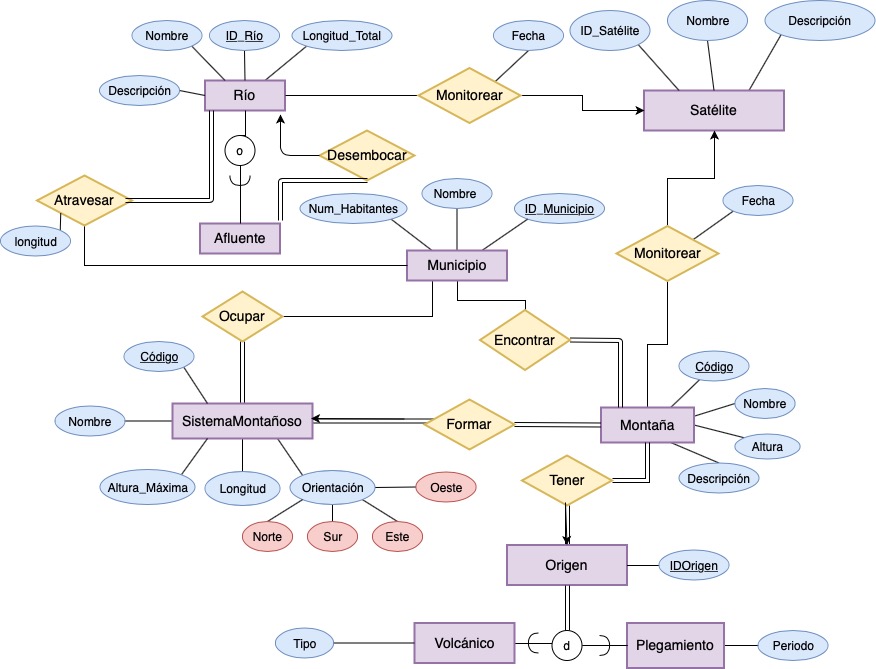 Nombre
ID_Río
Longitud_Total
Fecha
ID_Satélite
Nombre
Descripción
Descripción
Río
Monitorear
Satélite
o
Desembocar
Atravesar
longitud
Afluente
Num_Habitantes
Nombre
ID_Municipio
Fecha
Municipio
Monitorear
Ocupar
Encontrar
Código
Código
Nombre
SistemaMontañoso
Formar
Montaña
Nombre
Altura
Altura_Máxima
Longitud
Orientación
Oeste
Tener
Descripción
Norte
Sur
Este
Origen
IDOrigen
Tipo
Volcánico
d
Plegamiento
Periodo